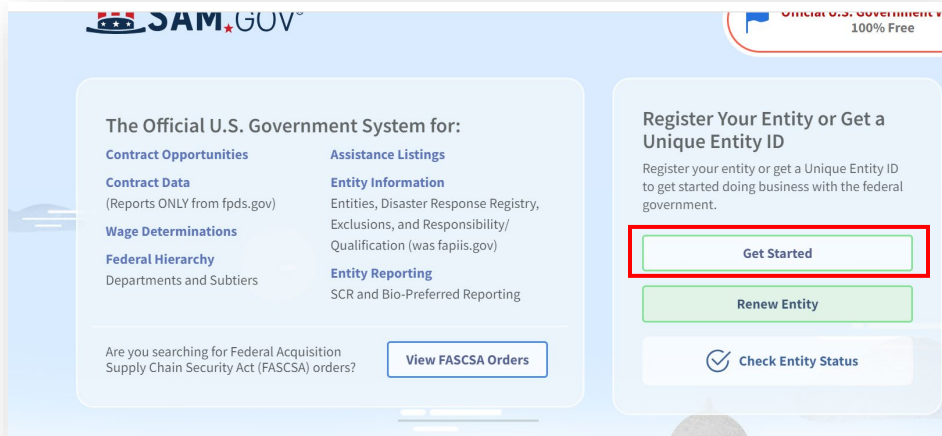 SAM.GOV®
Official U.S. Government W
100% Free
The Official U.S. Government System for:
Contract Opportunities
Contract Data
(Reports ONLY from fpds.gov)
Wage Determinations
Federal Hierarchy
Departments and Subtiers
Assistance Listings
Entity Information
Entities, Disaster Response Registry,
Exclusions, and Responsibility/
Qualification (was fapiis.gov)
Entity Reporting
SCR and Bio-Preferred Reporting
Are you searching for Federal Acquisition
Supply Chain Security Act (FASCSA) orders?
View FASCSA Orders
Register Your Entity or Get a
Unique Entity ID
Register your entity or get a Unique Entity ID
to get started doing business with the federal
government.
Get Started
Renew Entity
Check Entity Status